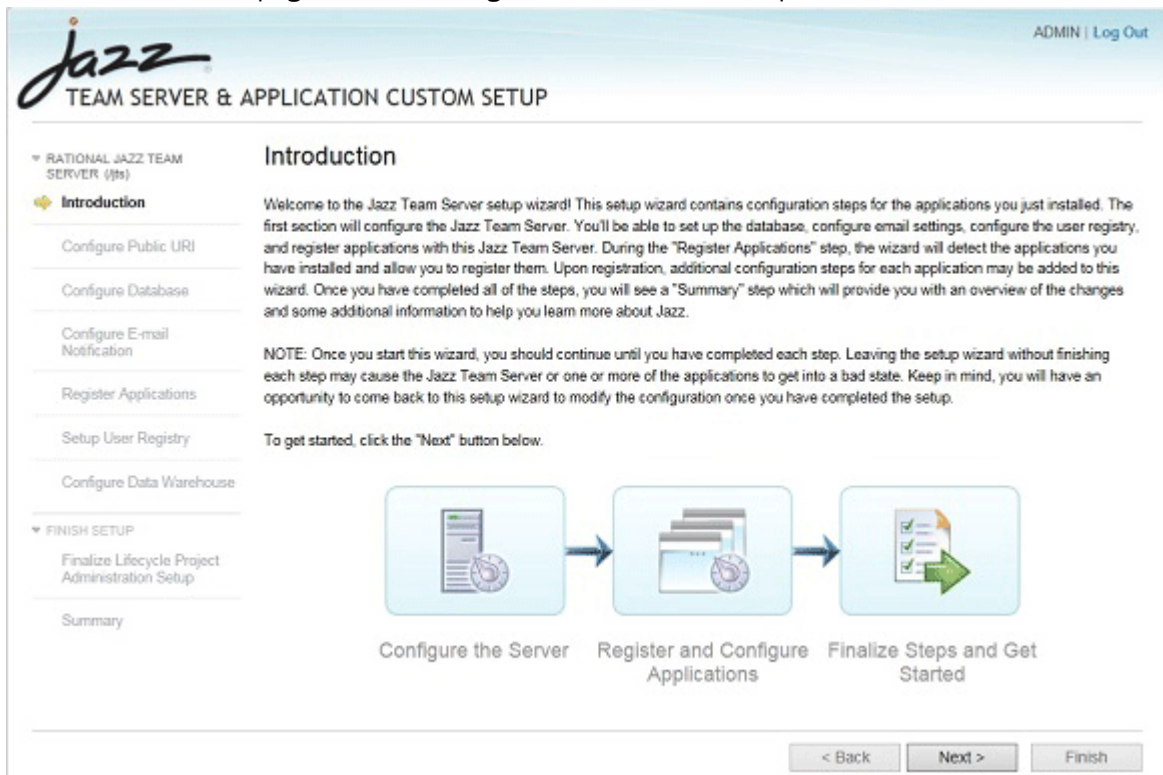 jazz
ADMIN | Log Out
TEAM SERVER & APPLICATION CUSTOM SETUP
RATIONAL JAZZ TEAM
SERVER (/jts)
Introduction
Configure Public URI
Configure Database
Configure E-mail
Notification
Register Applications
Setup User Registry
Configure Data Warehouse
FINISH SETUP
Finalize Lifecycle Project
Administration Setup
Summary
Introduction
Welcome to the Jazz Team Server setup wizard! This setup wizard contains configuration steps for the applications you just installed. The
first section will configure the Jazz Team Server. You'll be able to set up the database, configure email settings, configure the user registry,
and register applications with this Jazz Team Server. During the "Register Applications" step, the wizard will detect the applications you
have installed and allow you to register them. Upon registration, additional configuration steps for each application may be added to this
wizard. Once you have completed all of the steps, you will see a "Summary" step which will provide you with an overview of the changes
and some additional information to help you learn more about Jazz.
NOTE: Once you start this wizard, you should continue until you have completed each step. Leaving the setup wizard without finishing
each step may cause the Jazz Team Server or one or more of the applications to get into a bad state. Keep in mind, you will have an
opportunity to come back to this setup wizard to modify the configuration once you have completed the setup.
To get started, click the "Next" button below.
Configure the Server
Register and Configure
Applications
Finalize Steps and Get
Started
< Back
Next >
Finish